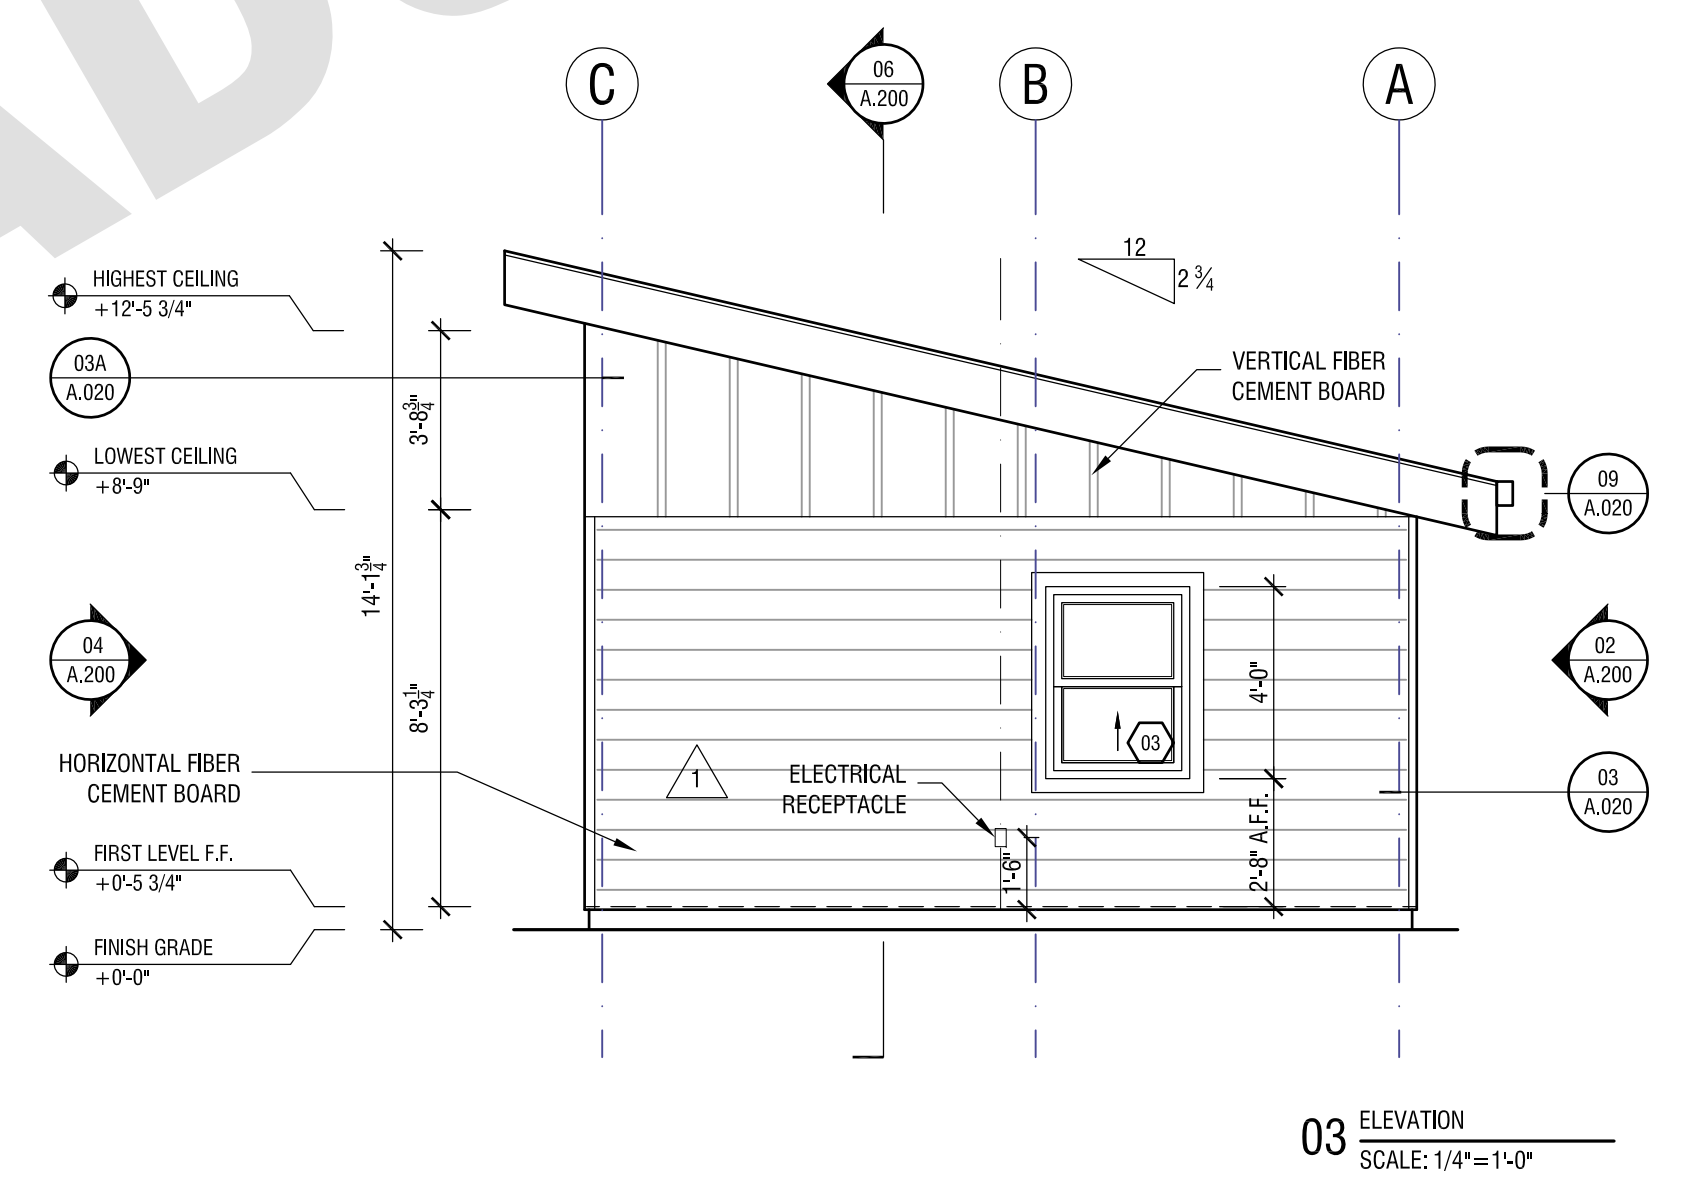 C
06
A.200
B
A
12
2 3/4
HIGHEST CEILING
+12'-5 3/4"
03A
A.020
VERTICAL FIBER
CEMENT BOARD
3'-8 3/4"
LOWEST CEILING
+8'-9"
09
A.020
14'-1 3/4"
04
A.200
8'-3 1/4"
4'-0"
02
A.200
03
HORIZONTAL FIBER
CEMENT BOARD
1
ELECTRICAL
RECEPTACLE
03
A.020
2'-8" A.F.F.
1'-6"
FIRST LEVEL F.F.
+0'-5 3/4"
FINISH GRADE
+0'-0"
03 ELEVATION
SCALE: 1/4"=1'-0"